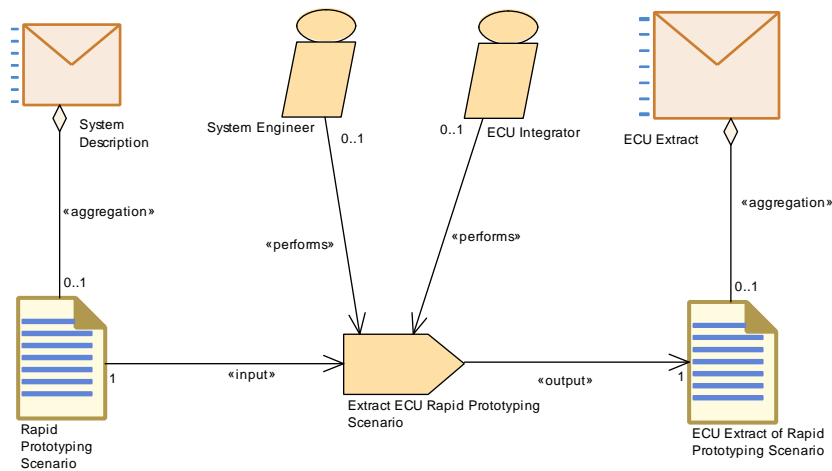 System
Description
System Engineer
0..1
0..1
ECU Integrator
ECU Extract
«aggregation»
«aggregation»
«performs»
«performs»
0..1
0..1
1
«input»
«output»
1
Extract ECU Rapid Prototyping
Scenario
Rapid
Prototyping
Scenario
ECU Extract of Rapid
Prototyping Scenario